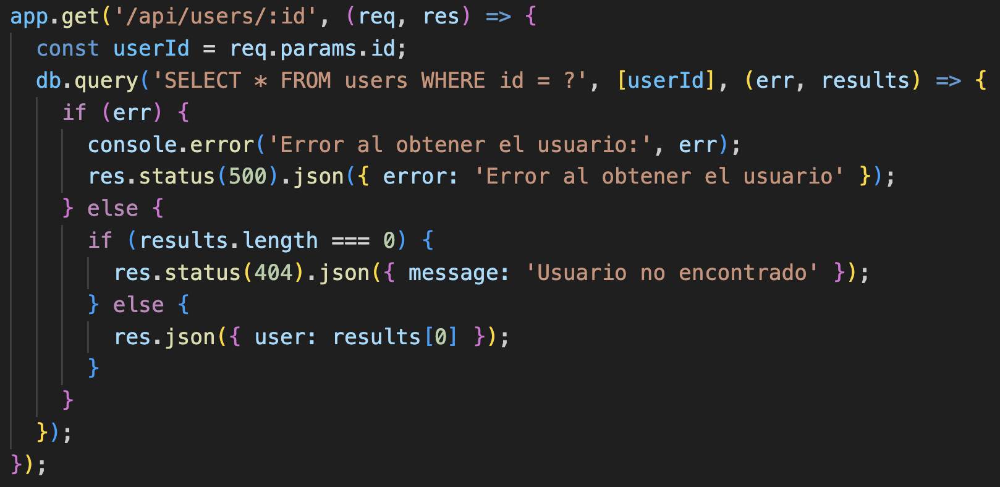 app.get('/api/users/:id', (req, res) => {
  const userId = req.params.id;
  db.query('SELECT * FROM users WHERE id = ?', [userId], (err, results) => {
    if (err) {
      console.error('Error al obtener el usuario:', err);
      res.status(500).json({ error: 'Error al obtener el usuario' });
    } else {
      if (results.length === 0) {
        res.status(404).json({ message: 'Usuario no encontrado' });
      } else {
        res.json({ user: results[0] });
      }
    }
  });
});